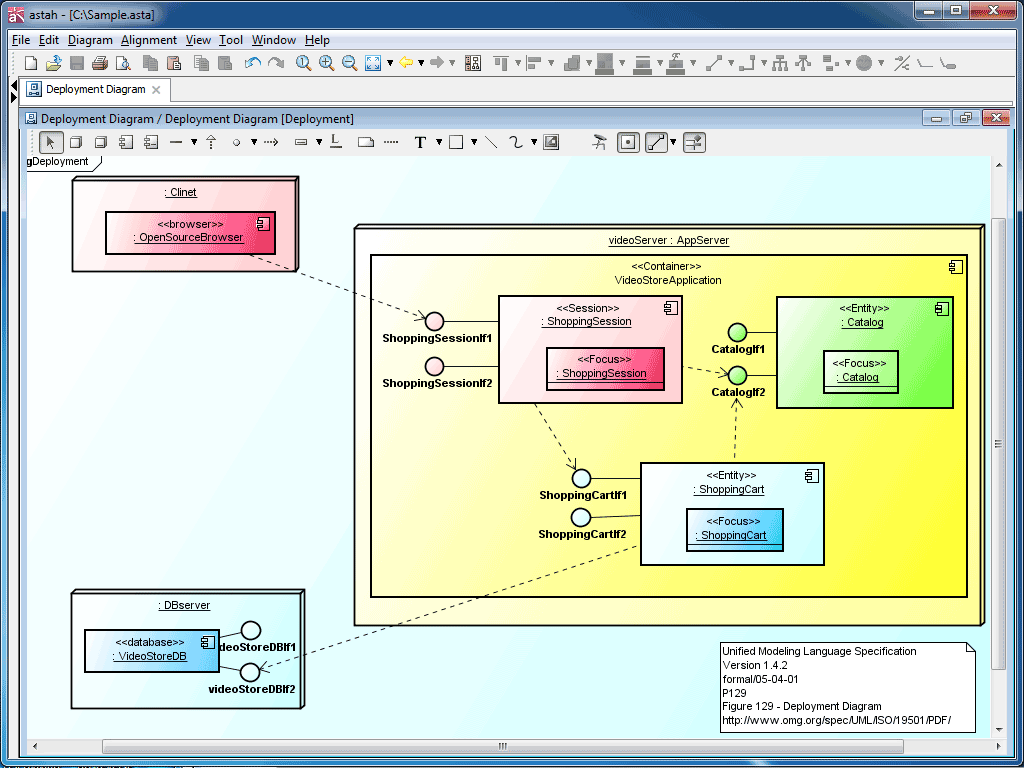 astah - [C:\Sample.asta]
File Edit Diagram Alignment View Tool Window Help
Deployment Diagram
Deployment Diagram / Deployment Diagram [Deployment]
gDeployment
: Clinet
<<browser>>
: OpenSourceBrowser
videoServer : AppServer
<<Container>>
VideoStoreApplication
<<Session>>
: ShoppingSession
<<Focus>>
: ShoppingSession
ShoppingSessionIf1
ShoppingSessionIf2
<<Entity>>
: Catalog
<<Focus>>
: Catalog
CatalogIf1
CatalogIf2
<<Entity>>
: ShoppingCart
<<Focus>>
: ShoppingCart
ShoppingCartIf1
ShoppingCartIf2
: DBserver
<<database>>
: VideoStoreDB
deoStoreDBIf1
videoStoreDBIf2
Unified Modeling Language Specification
Version 1.4.2
formal/05-04-01
P129
Figure 129 - Deployment Diagram
http://www.omg.org/spec/UML/ISO/19501/PDF/